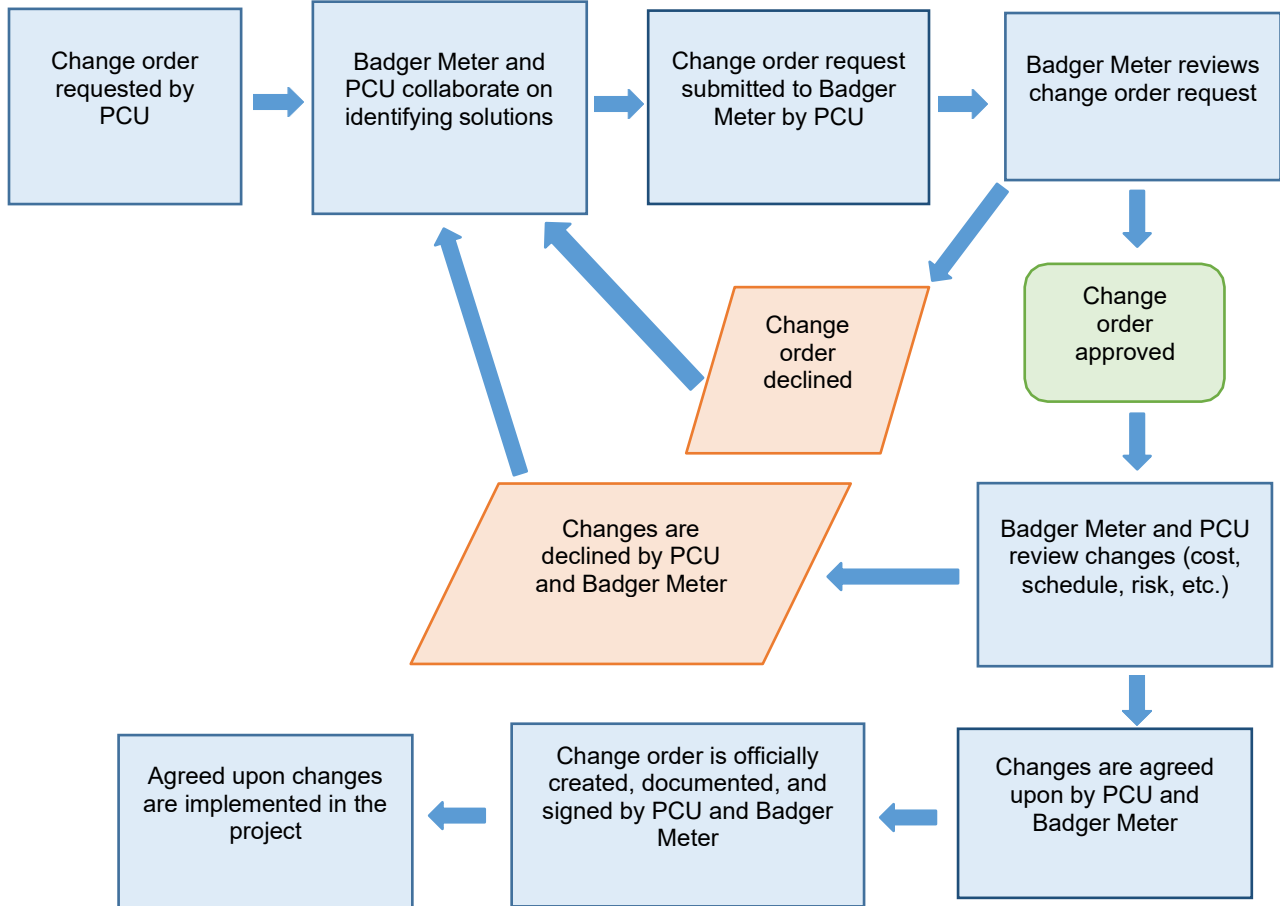 Change order
requested by
PCU
Badger Meter and
PCU collaborate on
identifying solutions
Change order request
submitted to Badger
Meter by PCU
Badger Meter reviews
change order request
Change
order
declined
Change
order
approved
Changes are
declined by PCU
and Badger Meter
Badger Meter and PCU
review changes (cost,
schedule, risk, etc.)
Agreed upon changes
are implemented in the
project
Change order is officially
created, documented, and
signed by PCU and Badger
Meter
Changes are agreed
upon by PCU and
Badger Meter